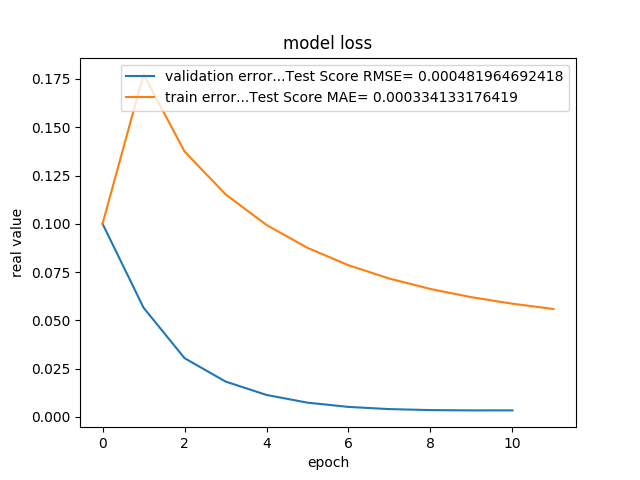 model loss
validation error...Test Score RMSE= 0.000481964692418
train error...Test Score MAE= 0.000334133176419
real value
0.175
0.150
0.125
0.100
0.075
0.050
0.025
0.000
0 2 4 6 8 10
epoch